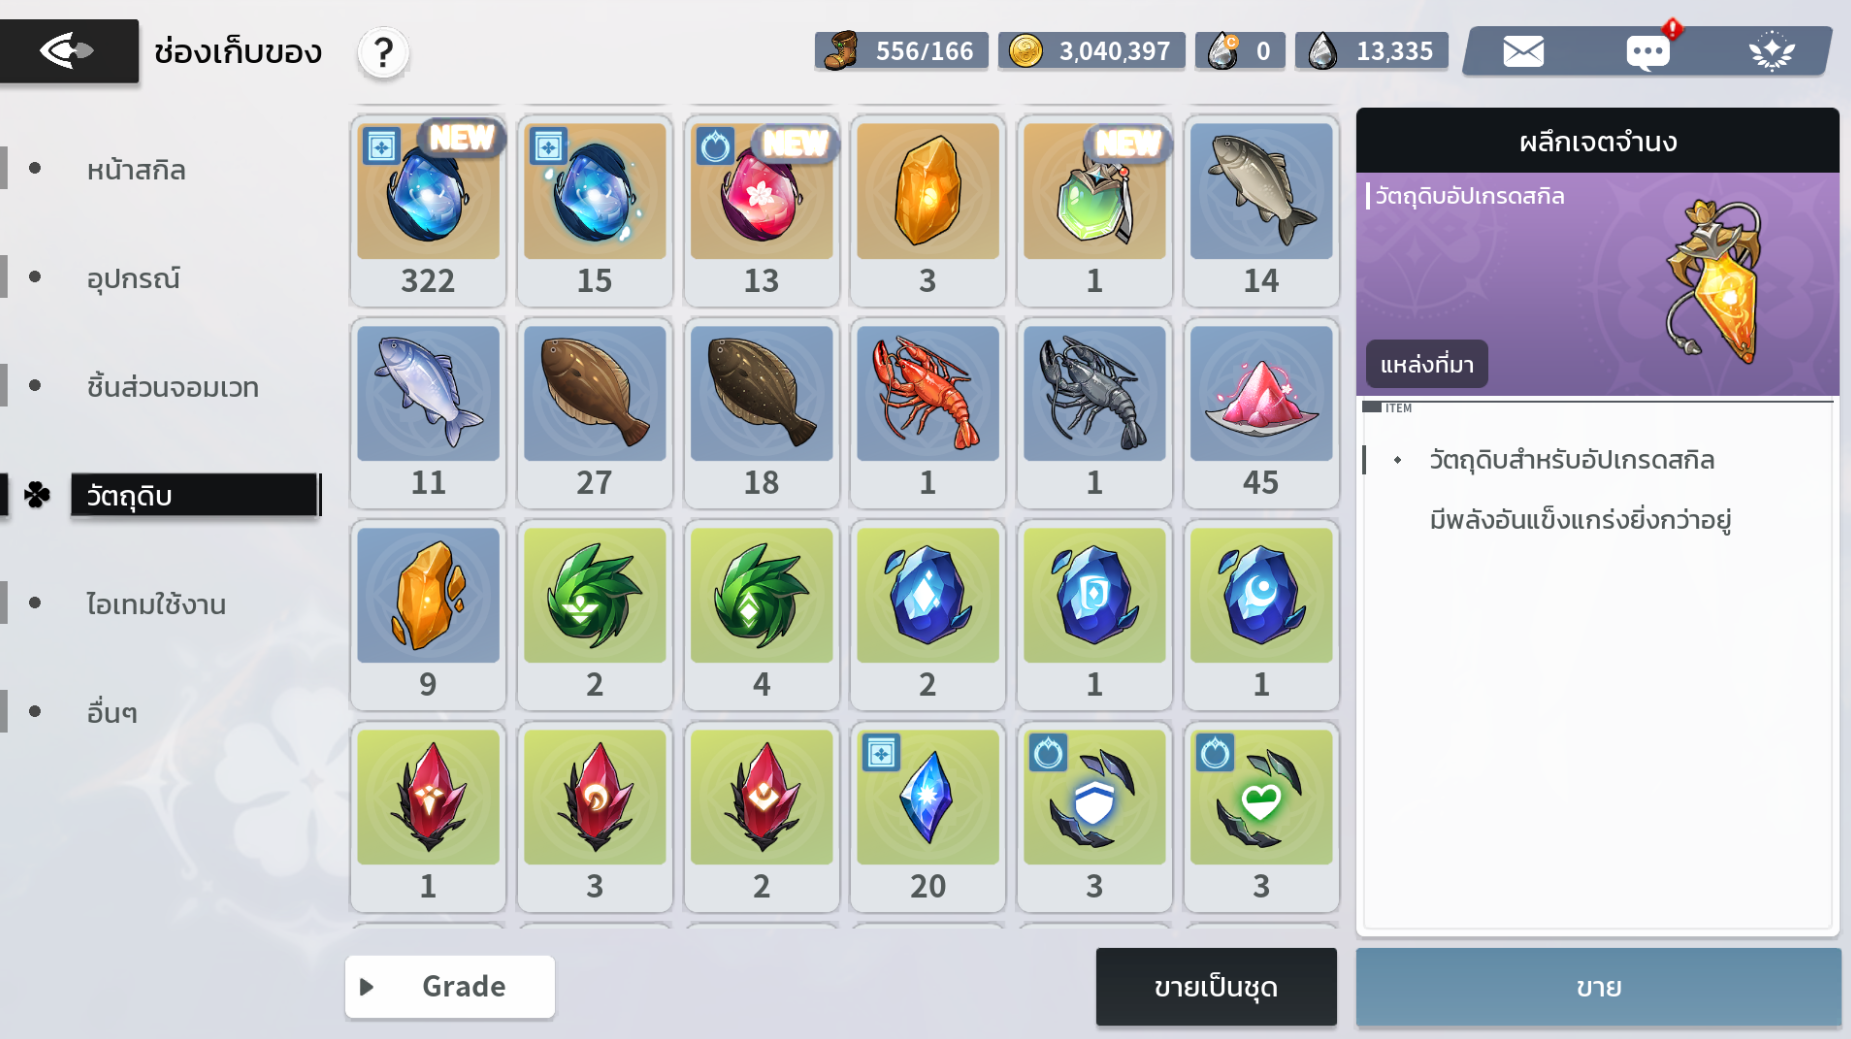 ช่องเก็บของ
?
556/166
3,040,397
0
13,335
หน้าสกิล
อุปกรณ์
ชิ้นส่วนจอมเวท
วัตถุดิบ
ไอเทมใช้งาน
อื่นๆ
NEW
NEW
NEW
322
15
13
3
1
14
11
27
18
1
1
45
9
2
4
2
1
1
1
3
2
20
3
3
Grade
ขายเป็นชุด
ผลึกเจตจำนง
วัตถุดิบอัปเกรดสกิล
แหล่งที่มา
ITEM
วัตถุดิบสำหรับอัปเกรดสกิล
มีพลังอันแข็งแกร่งยิ่งกว่าอยู่
ขาย